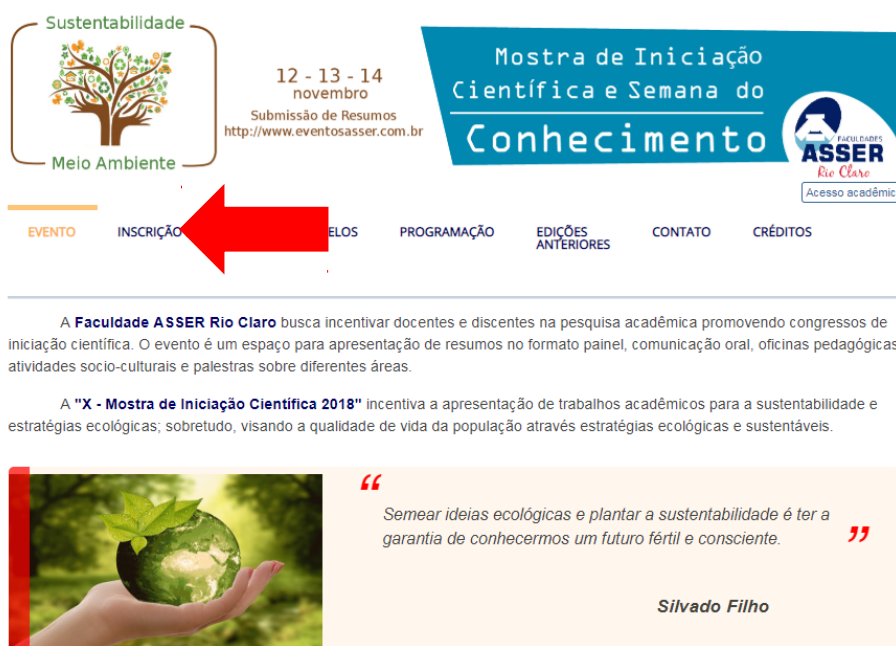 Sustentabilidade
Meio Ambiente
12 - 13 - 14
novembro
Submissão de Resumos
http://www.eventosasser.com.br
Mostra de Iniciação
Científica e Semana do
Conhecimento
FACULDADES
ASSER
Rio Claro
Acesso acadêmic
EVENTO
INSCRIÇÃO
ELOS
PROGRAMAÇÃO
EDIÇÕES
ANTERIORES
CONTATO
CRÉDITOS
A Faculdade ASSER Rio Claro busca incentivar docentes e discentes na pesquisa acadêmica promovendo congressos de
iniciação científica. O evento é um espaço para apresentação de resumos no formato painel, comunicação oral, oficinas pedagógicas
atividades socio-culturais e palestras sobre diferentes áreas.
A "X - Mostra de Iniciação Científica 2018" incentiva a apresentação de trabalhos acadêmicos para a sustentabilidade e
estratégias ecológicas; sobretudo, visando a qualidade de vida da população através estratégias ecológicas e sustentáveis.
“
Semear ideias ecológicas e plantar a sustentabilidade é ter a
garantia de conhecermos um futuro fértil e consciente. ”
Silvado Filho